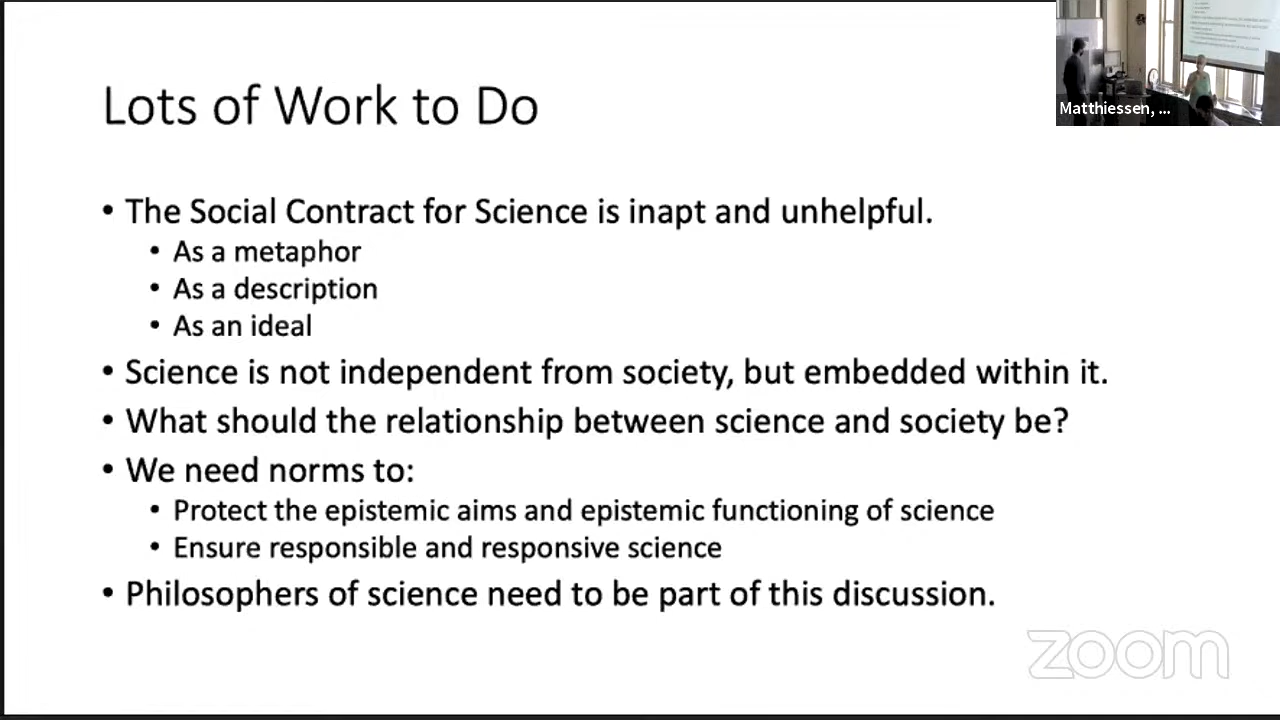 Lots of Work to Do
Matthiessen, ...
• The Social Contract for Science is inapt and unhelpful.
• As a metaphor
• As a description
• As an ideal
• Science is not independent from society, but embedded within it.
• What should the relationship between science and society be?
• We need norms to:
• Protect the epistemic aims and epistemic functioning of science
• Ensure responsible and responsive science
• Philosophers of science need to be part of this discussion.
zoom